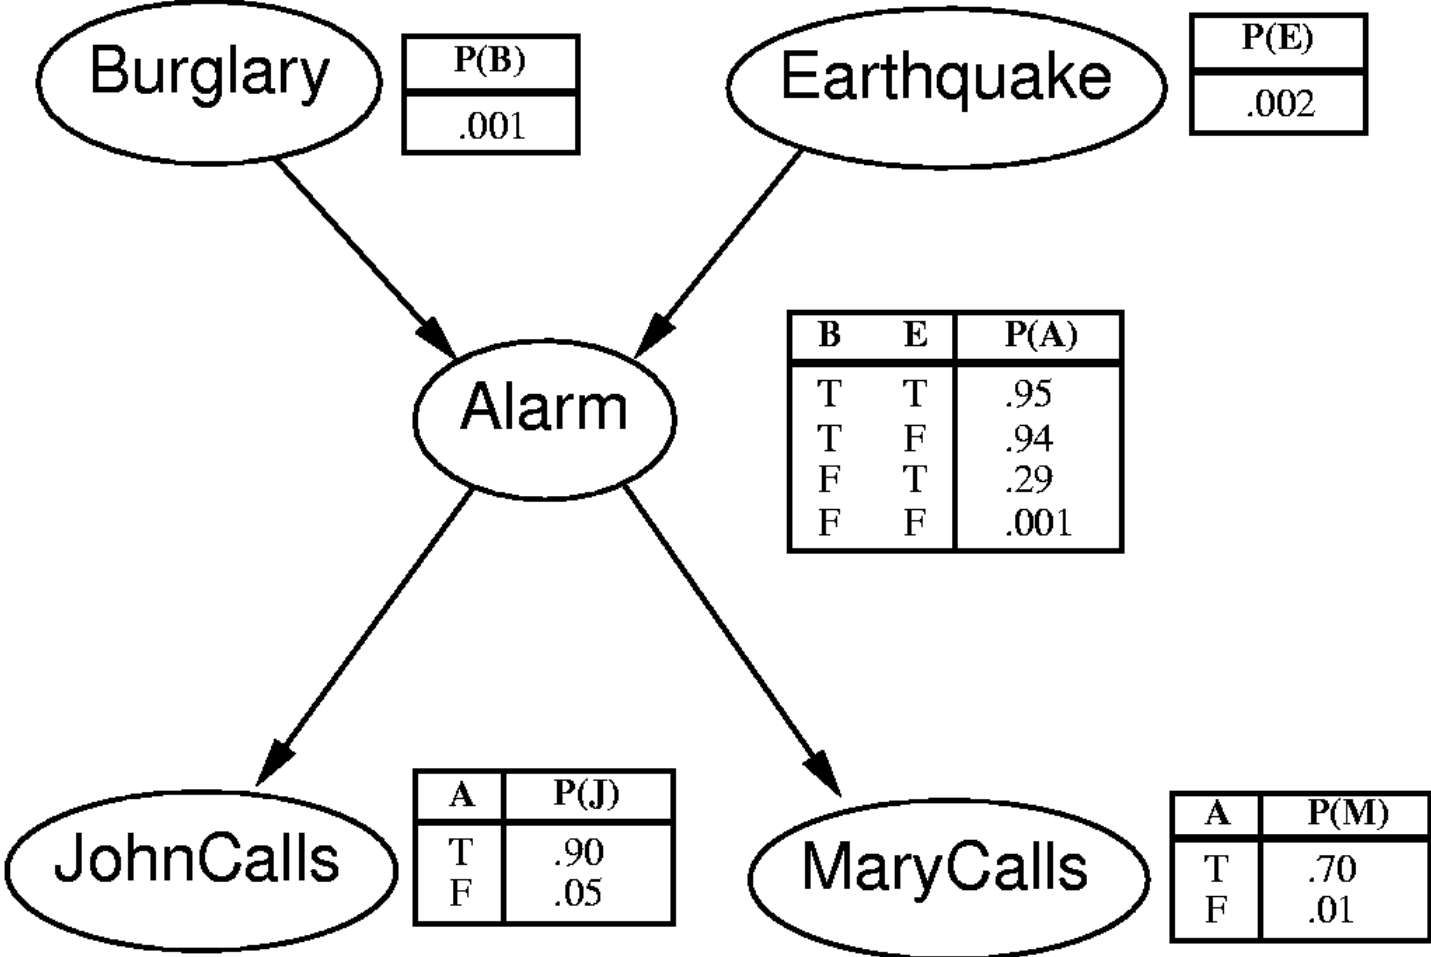 Burglary
P(B)
.001
Earthquake
P(E)
.002
Alarm
B E P(A)
T T .95
T F .94
F T .29
F F .001
JohnCalls
A P(J)
T .90
F .05
MaryCalls
A P(M)
T .70
F .01